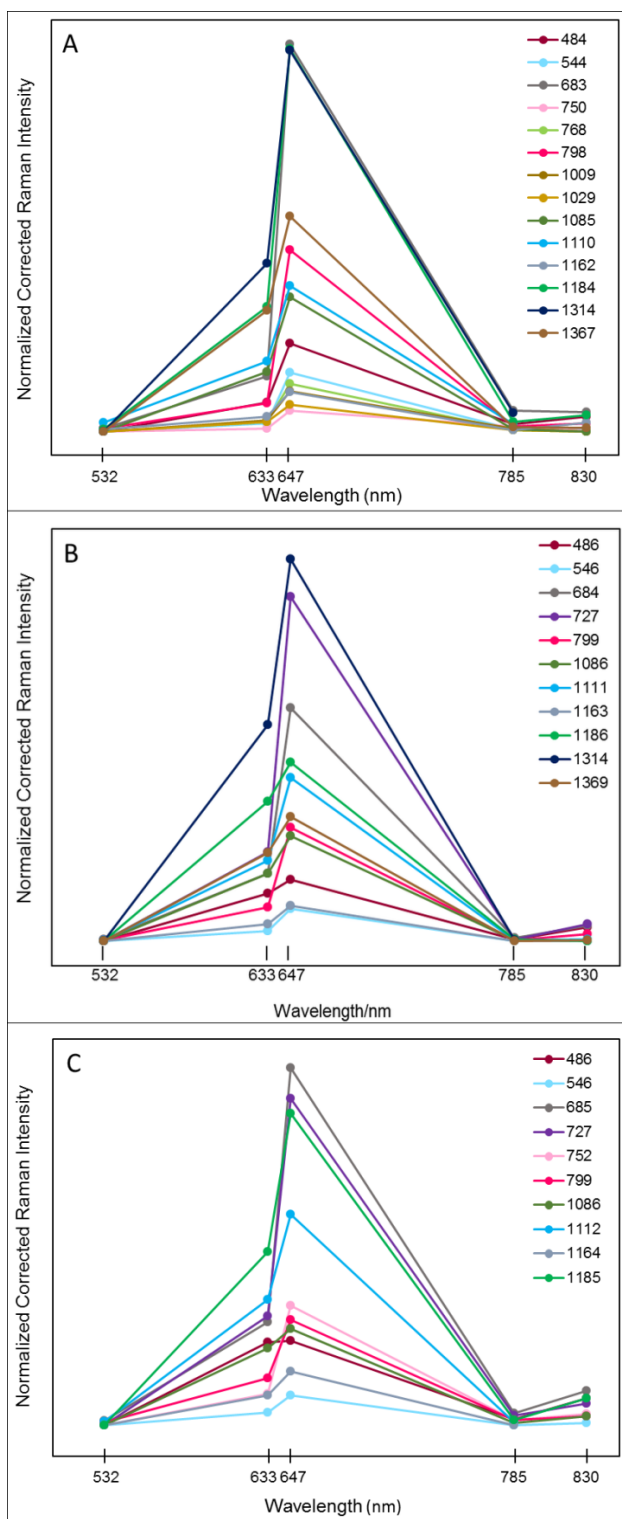 A
Normalized Corrected Raman Intensity
484
544
683
750
768
798
1009
1029
1085
1110
1162
1184
1314
1367
532 633 647 785 830
Wavelength (nm)
B
Normalized Corrected Raman Intensity
486
546
684
727
799
1086
1111
1163
1186
1314
1369
532 633 647 785 830
Wavelength/nm
C
Normalized Corrected Raman Intensity
486
546
685
727
752
799
1086
1112
1164
1185
532 633 647 785 830
Wavelength (nm)